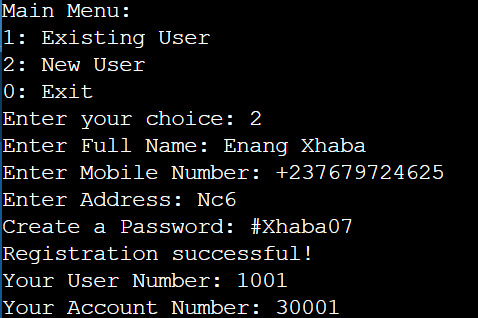 Main Menu:
1: Existing User
2: New User
0: Exit
Enter your choice: 2
Enter Full Name: Enang Xhaba
Enter Mobile Number: +237679724625
Enter Address: Nc6
Create a Password: #Xhaba07
Registration successful!
Your User Number: 1001
Your Account Number: 30001